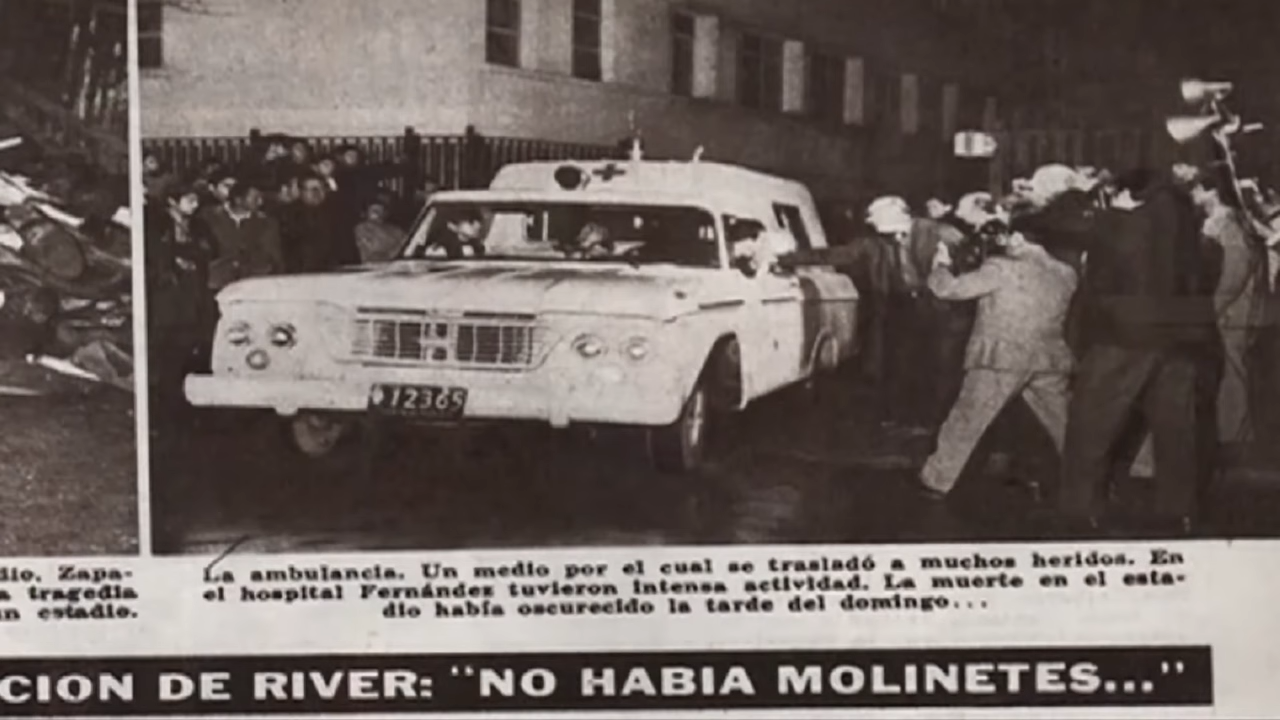 12365
dio. Zapa-
a tragedia
n estadio.
La ambulancia. Un medio por el cual se trasladó a muchos heridos. En
el hospital Fernández tuvieron intensa actividad. La muerte en el esta-
dio había oscurecido la tarde del domingo...
CION DE RIVER: "NO HABIA MOLINETES..."